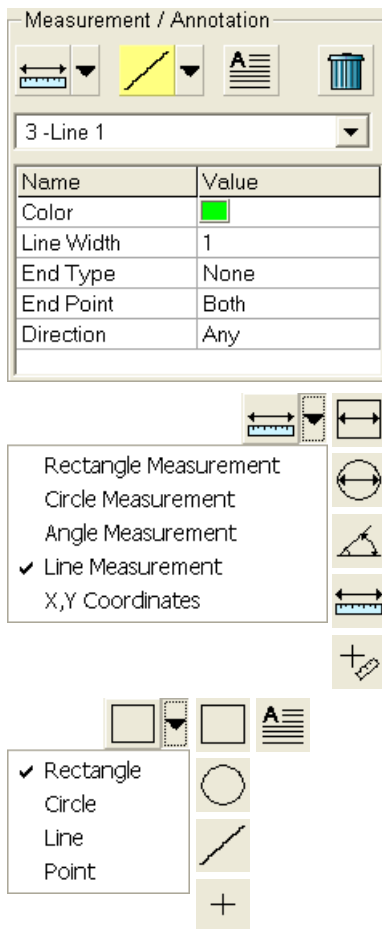 Measurement / Annotation
A
3 -Line 1
Name Value
Color
Line Width 1
End Type None
End Point Both
Direction Any
Rectangle Measurement
Circle Measurement
Angle Measurement
✓ Line Measurement
X,Y Coordinates
A
✓ Rectangle
Circle
Line
Point